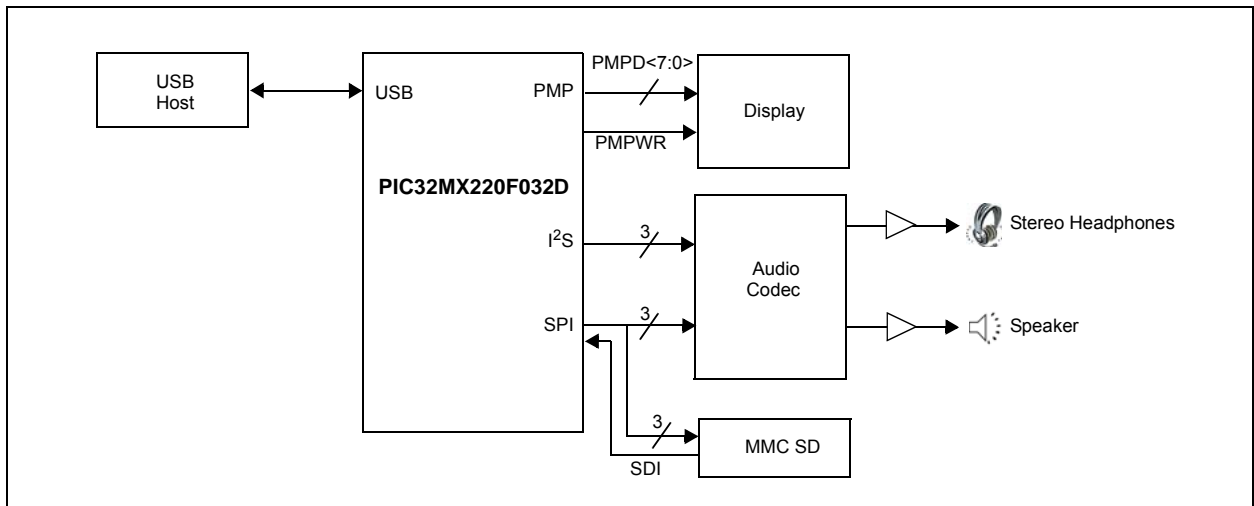 USB
Host
USB
PMP
PMPD<7:0>
Display
PMPWR
PIC32MX220F032D
I²S
3
Audio
Codec
Stereo Headphones
SPI
3
Speaker
3
MMC SD
SDI